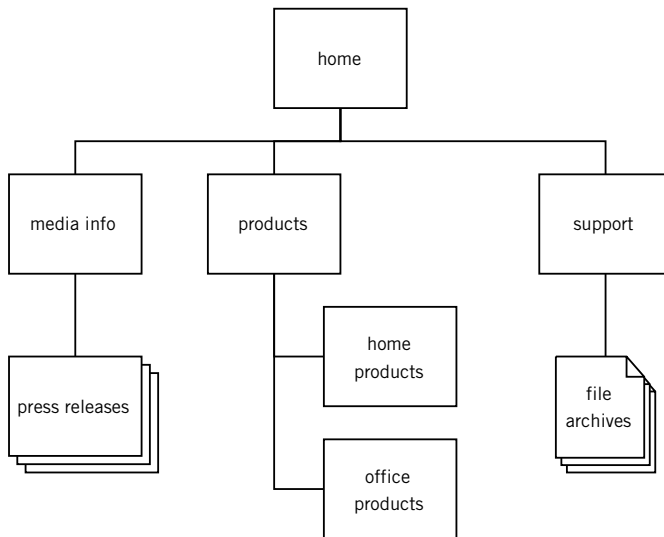 home
media info
products
support
home
products
press releases
file
archives
office
products